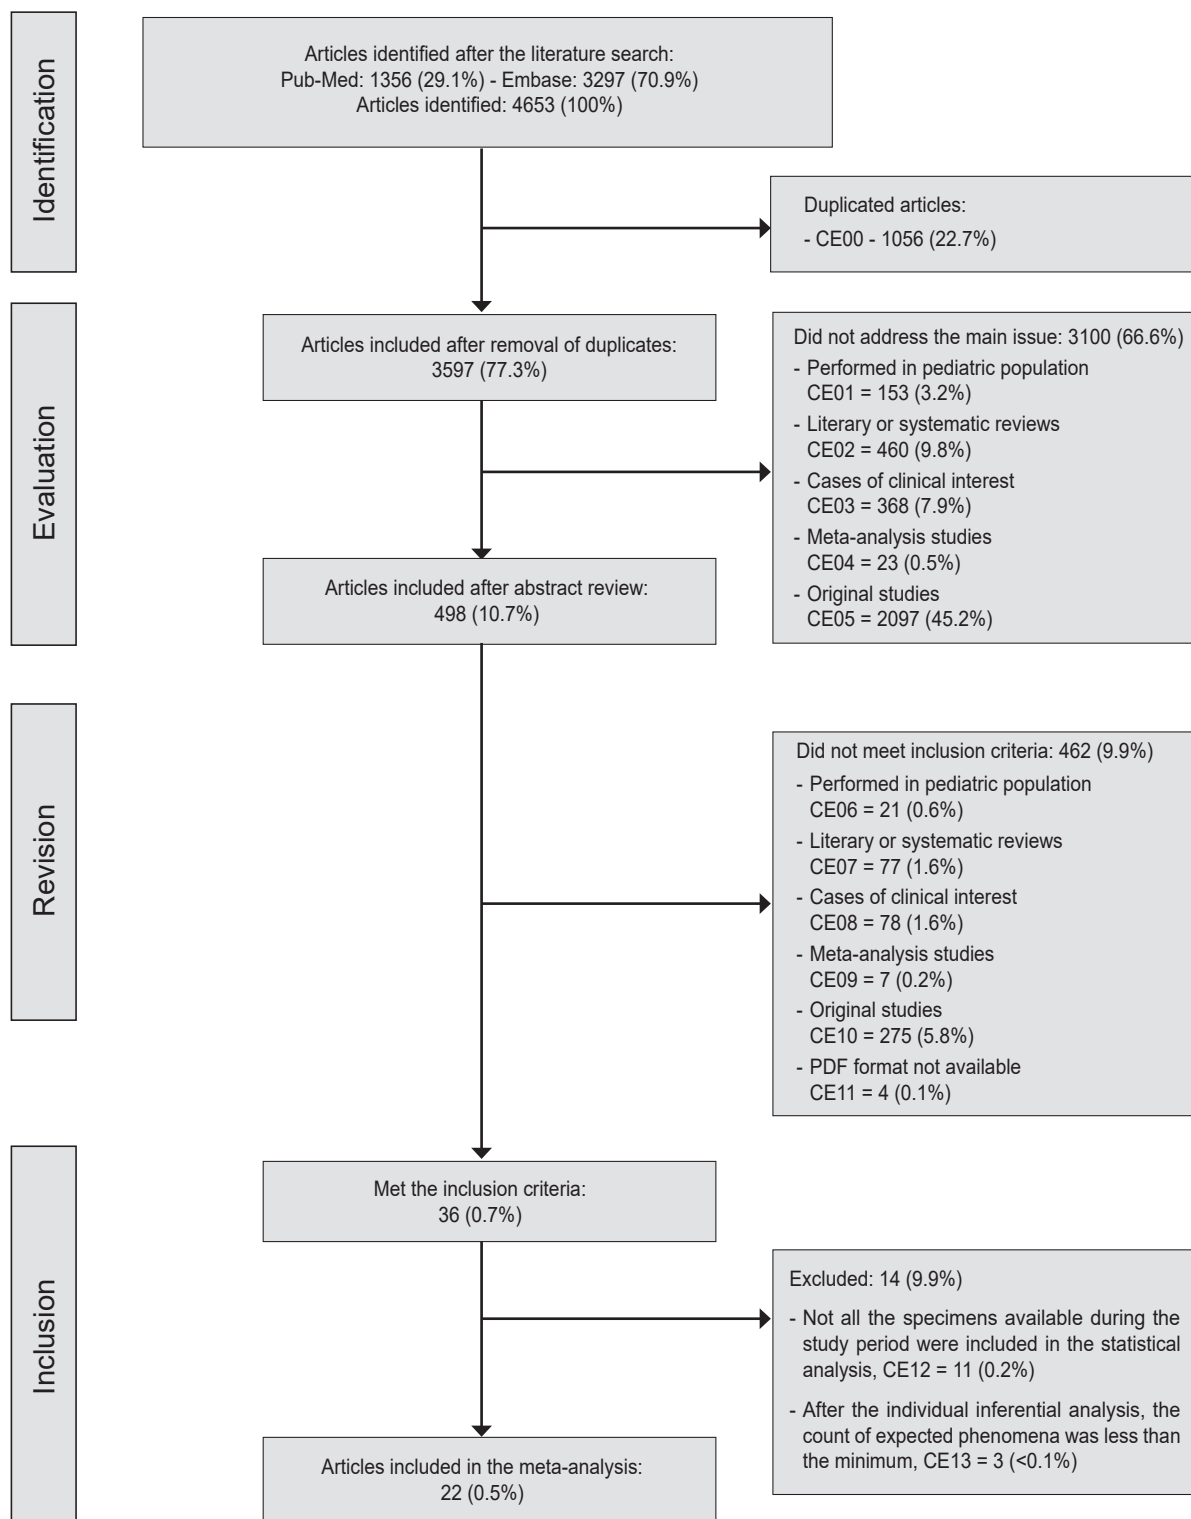 Identification
Articles identified after the literature search:
Pub-Med: 1356 (29.1%) - Embase: 3297 (70.9%)
Articles identified: 4653 (100%)
Duplicated articles:
- CE00 - 1056 (22.7%)
Evaluation
Articles included after removal of duplicates:
3597 (77.3%)
Did not address the main issue: 3100 (66.6%)
- Performed in pediatric population
CE01 = 153 (3.2%)
- Literary or systematic reviews
CE02 = 460 (9.8%)
- Cases of clinical interest
CE03 = 368 (7.9%)
- Meta-analysis studies
CE04 = 23 (0.5%)
- Original studies
CE05 = 2097 (45.2%)
Articles included after abstract review:
498 (10.7%)
Revision
Did not meet inclusion criteria: 462 (9.9%)
- Performed in pediatric population
CE06 = 21 (0.6%)
- Literary or systematic reviews
CE07 = 77 (1.6%)
- Cases of clinical interest
CE08 = 78 (1.6%)
- Meta-analysis studies
CE09 = 7 (0.2%)
- Original studies
CE10 = 275 (5.8%)
- PDF format not available
CE11 = 4 (0.1%)
Inclusion
Met the inclusion criteria:
36 (0.7%)
Excluded: 14 (9.9%)
- Not all the specimens available during the
study period were included in the statistical
analysis, CE12 = 11 (0.2%)
- After the individual inferential analysis, the
count of expected phenomena was less than
the minimum, CE13 = 3 (<0.1%)
Articles included in the meta-analysis:
22 (0.5%)